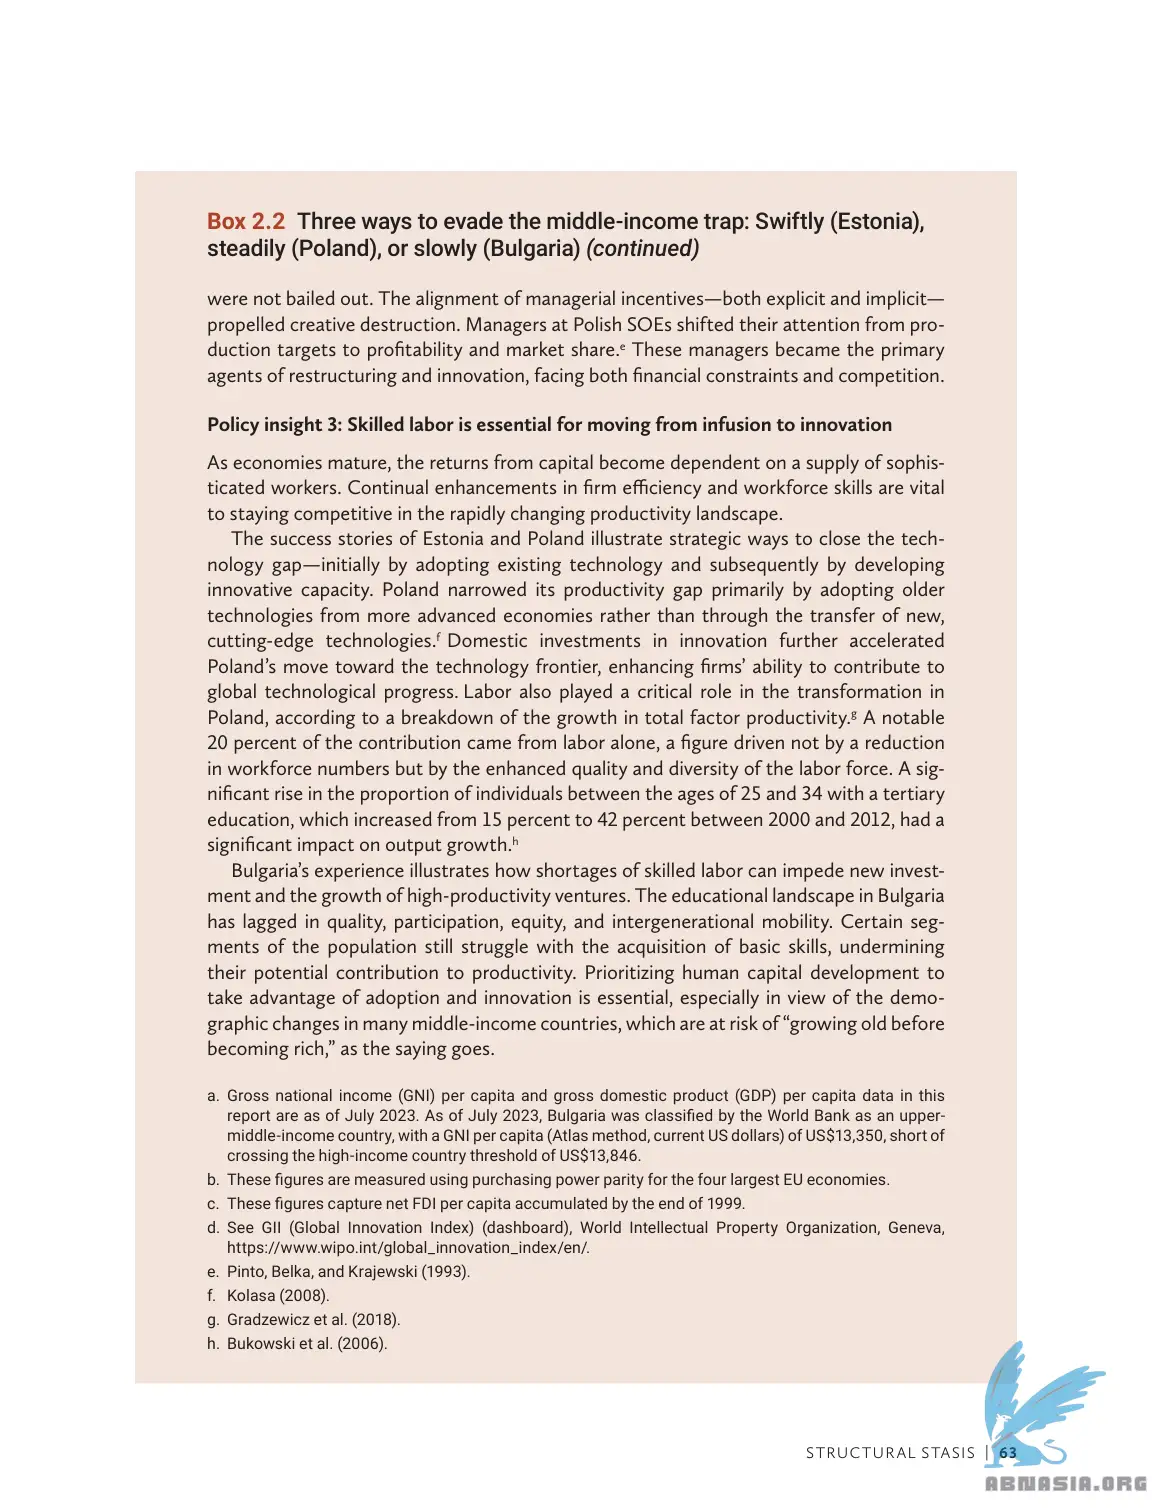 Box 2.2 Three ways to evade the middle-income trap: Swiftly (Estonia),
steadily (Poland), or slowly (Bulgaria) (continued)
were not bailed out. The alignment of managerial incentives—both explicit and implicit—
propelled creative destruction. Managers at Polish SOEs shifted their attention from pro-
duction targets to profitability and market share.e These managers became the primary
agents of restructuring and innovation, facing both financial constraints and competition.
Policy insight 3: Skilled labor is essential for moving from infusion to innovation
As economies mature, the returns from capital become dependent on a supply of sophis-
ticated workers. Continual enhancements in firm efficiency and workforce skills are vital
to staying competitive in the rapidly changing productivity landscape.
The success stories of Estonia and Poland illustrate strategic ways to close the tech-
nology gap—initially by adopting existing technology and subsequently by developing
innovative capacity. Poland narrowed its productivity gap primarily by adopting older
technologies from more advanced economies rather than through the transfer of new,
cutting-edge technologies.f Domestic investments in innovation further accelerated
Poland's move toward the technology frontier, enhancing firms' ability to contribute to
global technological progress. Labor also played a critical role in the transformation in
Poland, according to a breakdown of the growth in total factor productivity.g A notable
20 percent of the contribution came from labor alone, a figure driven not by a reduction
in workforce numbers but by the enhanced quality and diversity of the labor force. A sig-
nificant rise in the proportion of individuals between the ages of 25 and 34 with a tertiary
education, which increased from 15 percent to 42 percent between 2000 and 2012, had a
significant impact on output growth.h
Bulgaria's experience illustrates how shortages of skilled labor can impede new invest-
ment and the growth of high-productivity ventures. The educational landscape in Bulgaria
has lagged in quality, participation, equity, and intergenerational mobility. Certain seg-
ments of the population still struggle with the acquisition of basic skills, undermining
their potential contribution to productivity. Prioritizing human capital development to
take advantage of adoption and innovation is essential, especially in view of the demo-
graphic changes in many middle-income countries, which are at risk of "growing old before
becoming rich," as the saying goes.
a. Gross national income (GNI) per capita and gross domestic product (GDP) per capita data in this
report are as of July 2023. As of July 2023, Bulgaria was classified by the World Bank as an upper-
middle-income country, with a GNI per capita (Atlas method, current US dollars) of US$13,350, short of
crossing the high-income country threshold of US$13,846.
b. These figures are measured using purchasing power parity for the four largest EU economies.
c. These figures capture net FDI per capita accumulated by the end of 1999.
d. See GII (Global Innovation Index) (dashboard), World Intellectual Property Organization, Geneva,
https://www.wipo.int/global_innovation_index/en/.
e. Pinto, Belka, and Krajewski (1993).
f. Kolasa (2008).
g. Gradzewicz et al. (2018).
h. Bukowski et al. (2006).
STRUCTURAL STASIS | 63
ABNASIA.ORG